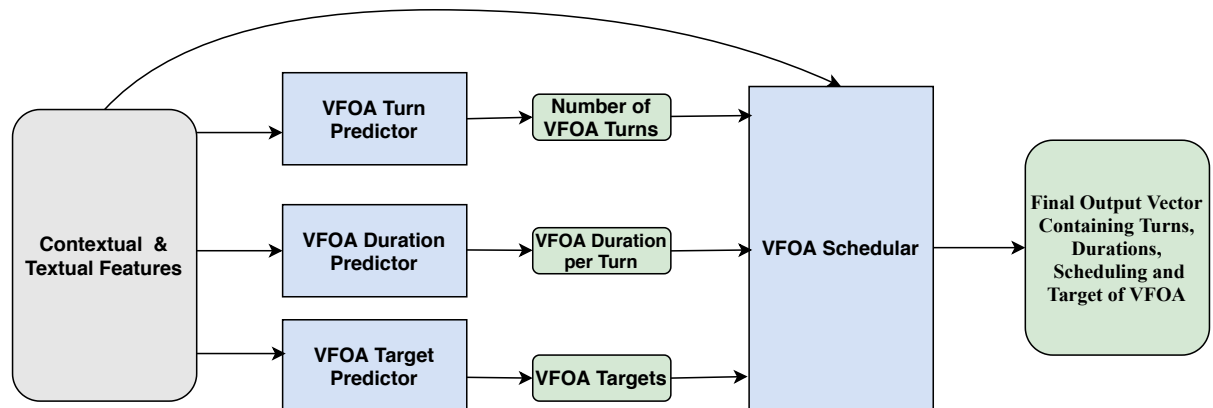 Contextual &
Textual Features
VFOA Turn
Predictor
Number of
VFOA Turns
VFOA Duration
Predictor
VFOA Duration
per Turn
VFOA Target
Predictor
VFOA Targets
VFOA Schedular
Final Output Vector
Containing Turns,
Durations,
Scheduling and
Target of VFOA